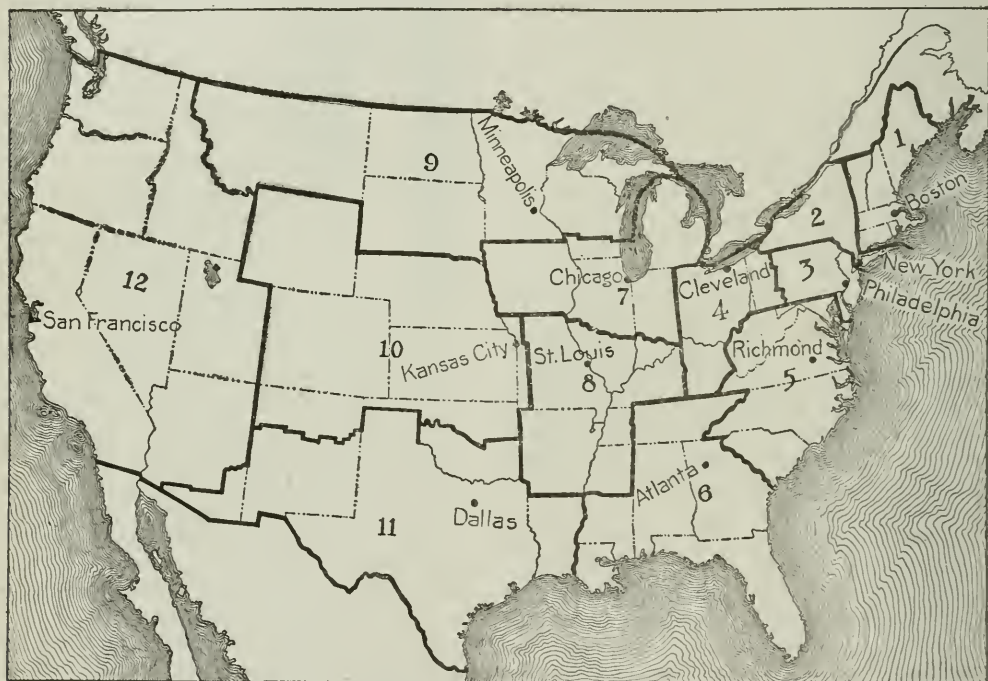 1
Boston
2
New York
3
Philadelphia
Cleveland
4
Richmond
5
Atlanta
6
Chicago
7
St. Louis
8
Minneapolis
9
Kansas City
10
Dallas
11
San Francisco
12